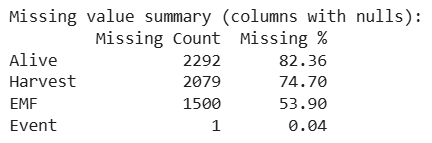 Missing value summary (columns with nulls):
Missing Count Missing %
Alive 2292 82.36
Harvest 2079 74.70
EMF 1500 53.90
Event 1 0.04